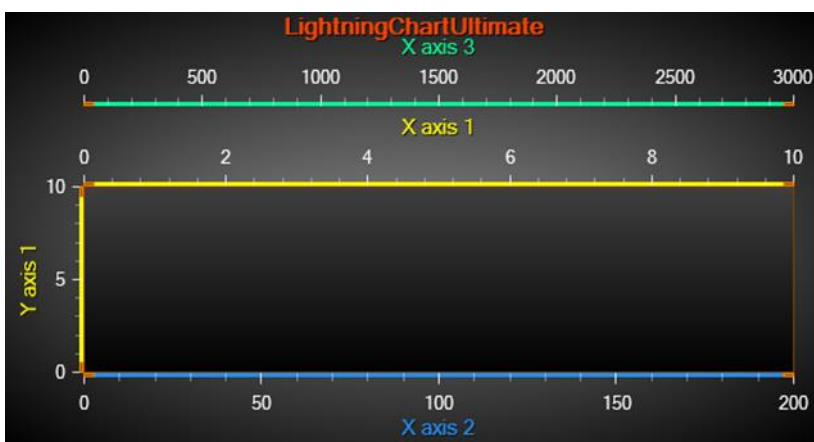 LightningChartUltimate
X axis 3
0 500 1000 1500 2000 2500 3000
X axis 1
0 2 4 6 8 10
10
5
0
Y axis 1
0 50 100 150 200
X axis 2